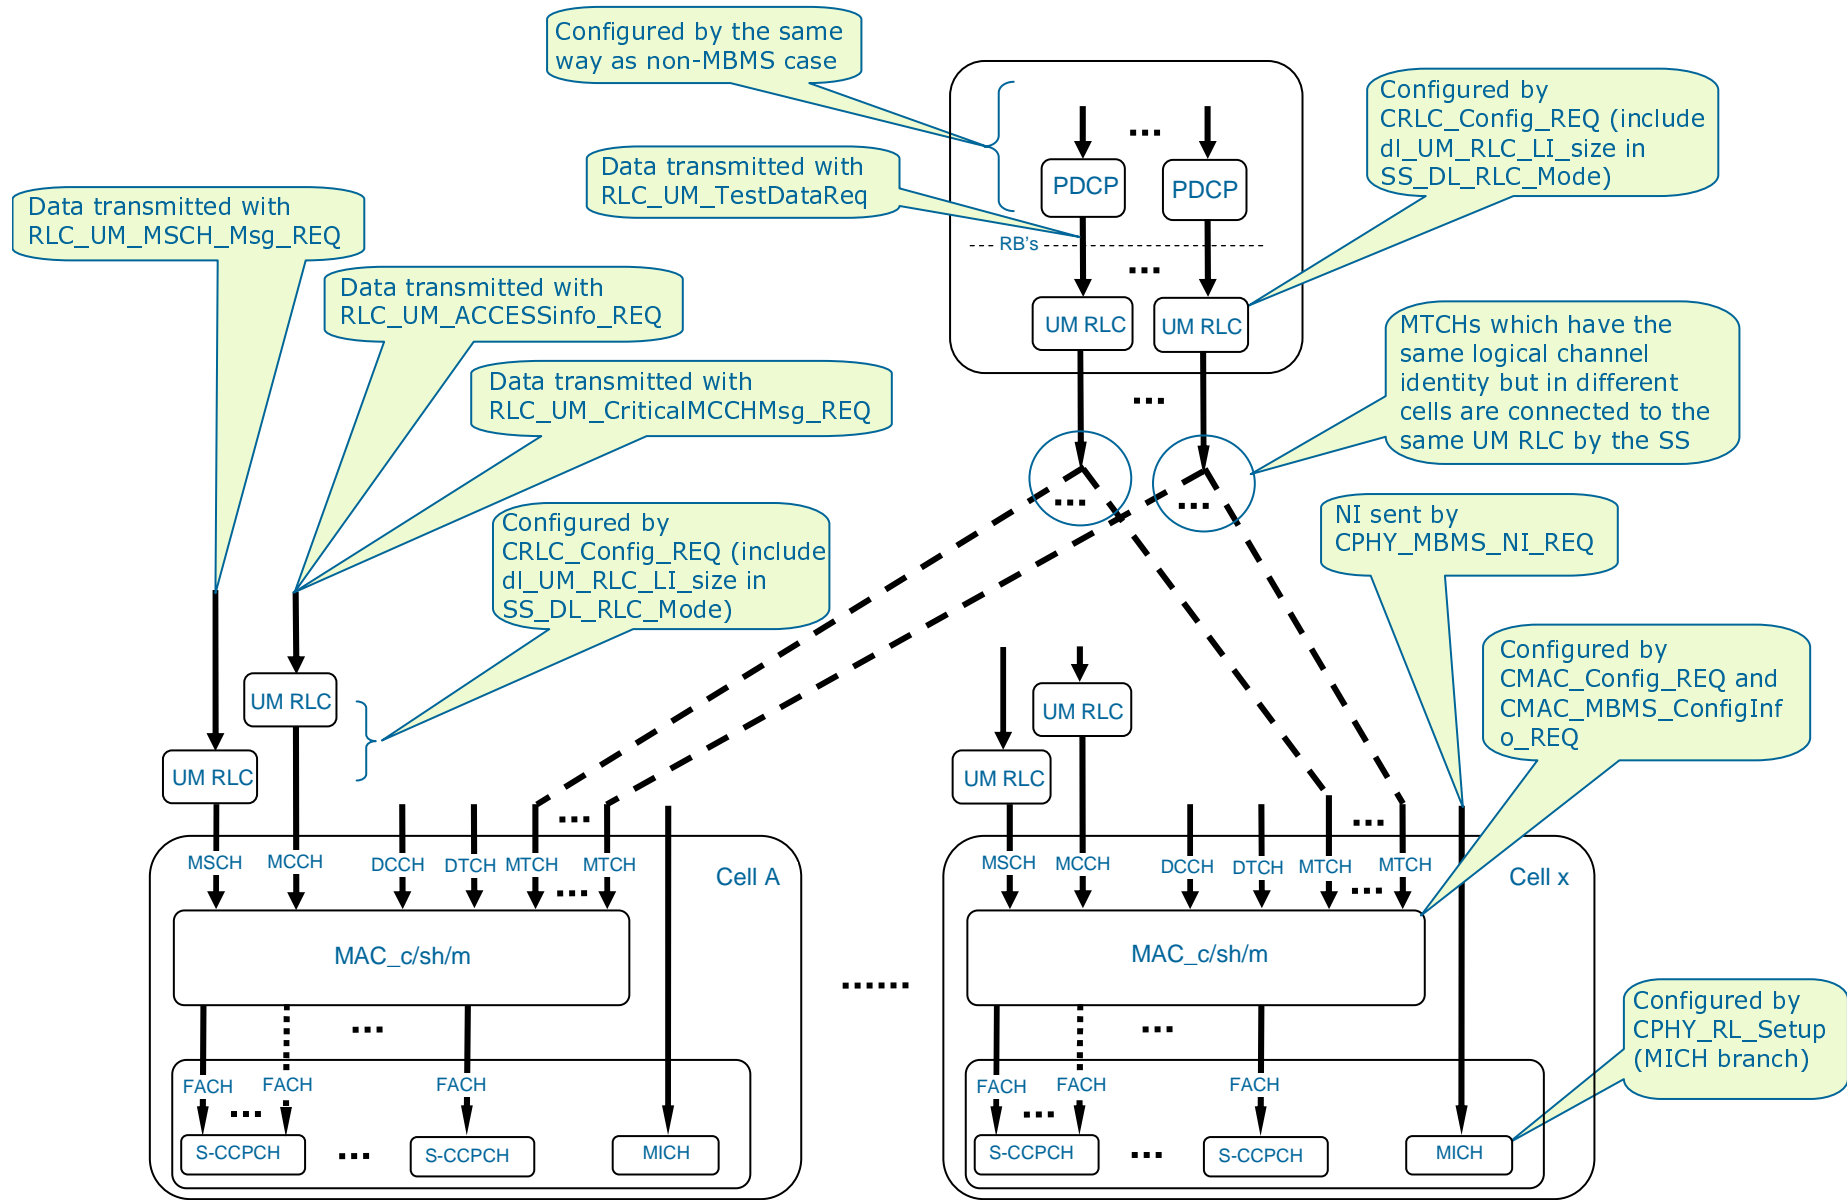 Configured by the same
way as non-MBMS case
Configured by
CRLC_Config_REQ (include
dl_UM_RLC_LI_size in
SS_DL_RLC_Mode)
Data transmitted with
RLC_UM_TestDataReq
PDCP
PDCP
Data transmitted with
RLC_UM_MSCH_Msg_REQ
RB's
Data transmitted with
RLC_UM_ACCESSinfo_REQ
UM RLC
UM RLC
MTCHs which have the
same logical channel
identity but in different
cells are connected to the
same UM RLC by the SS
Data transmitted with
RLC_UM_CriticalMCCHMsg_REQ
Configured by
CRLC_Config_REQ (include
dl_UM_RLC_LI_size in
SS_DL_RLC_Mode)
NI sent by
CPHY_MBMS_NI_REQ
Configured by
CMAC_Config_REQ and
CMAC_MBMS_ConfigInf
o_REQ
UM RLC
UM RLC
UM RLC
UM RLC
MSCH
MCCH
DCCH
DTCH
MTCH
MTCH
Cell A
MSCH
MCCH
DCCH
DTCH
MTCH
MTCH
Cell x
MAC_c/sh/m
MAC_c/sh/m
Configured by
CPHY_RL_Setup
(MICH branch)
FACH
FACH
FACH
FACH
FACH
FACH
S-CCPCH
S-CCPCH
MICH
S-CCPCH
S-CCPCH
MICH